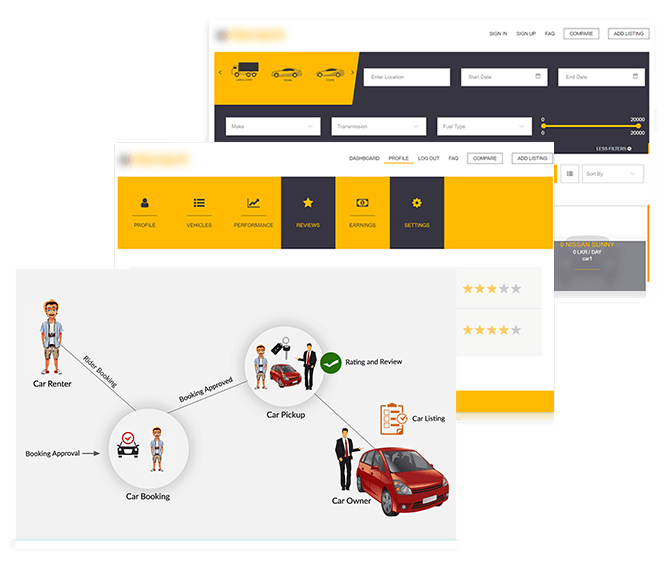 SIGN IN SIGN UP FAQ COMPARE ADD LISTING
SEDAN
Enter Location Start Date End Date
0 20000
Make Transmission Fuel Type
0 20000
LESS FILTERS
Sort By
0 NISSAN SUNNY
0 LKR / DAY
car1
DASHBOARD PROFILE LOG OUT FAQ COMPARE ADD LISTING
PROFILE VEHICLES PERFORMANCE REVIEWS EARNINGS SETTINGS
Car Renter
Rider Booking
Booking Approved
Car Pickup
Rating and Review
Car Listing
Booking Approval
Car Booking
Car Owner